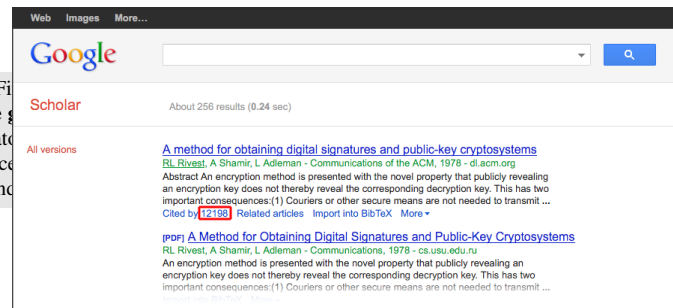 Web Images More...
Google
Scholar
About 256 results (0.24 sec)
All versions
A method for obtaining digital signatures and public-key cryptosystems
RL Rivest, A Shamir, L Adleman - Communications of the ACM, 1978 - dl.acm.org
Abstract An encryption method is presented with the novel property that publicly revealing
an encryption key does not thereby reveal the corresponding decryption key. This has two
important consequences:(1) Couriers or other secure means are not needed to transmit ...
Cited by 12198 Related articles Import into BibTeX More
[PDF] A Method for Obtaining Digital Signatures and Public-Key Cryptosystems
RL Rivest, A Shamir, L Adleman - Communications, 1978 - cs.usu.edu.ru
An encryption method is presented with the novel property that publicly revealing an
encryption key does not thereby reveal the corresponding decryption key. This has two
important consequences:(1) Couriers or other secure means are not needed to transmit ...
Import into BibTeX More